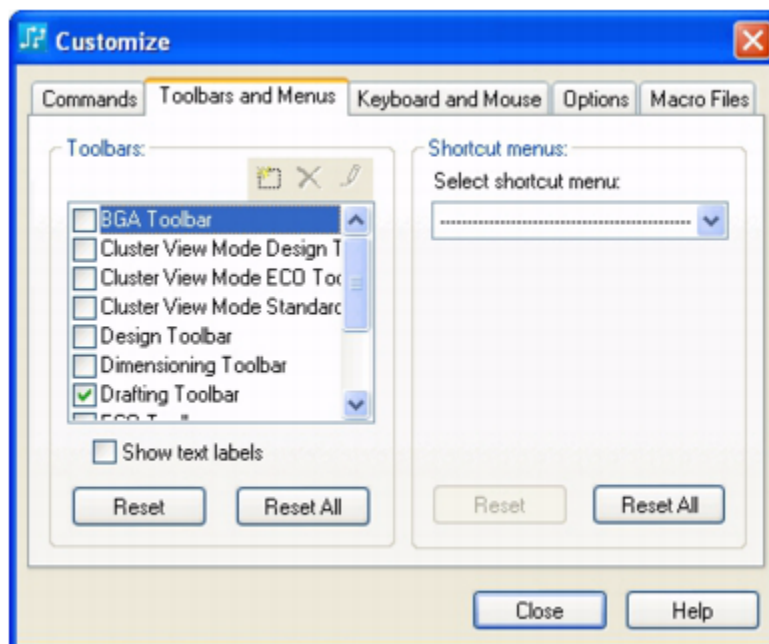 Customize
Commands
Toolbars and Menus
Keyboard and Mouse
Options
Macro Files
Toolbars:
BGA Toolbar
Cluster View Mode Design T
Cluster View Mode ECO Too
Cluster View Mode Standard
Design Toolbar
Dimensioning Toolbar
Drafting Toolbar
Show text labels
Reset
Reset All
Shortcut menus:
Select shortcut menu:
Reset
Reset All
Close
Help